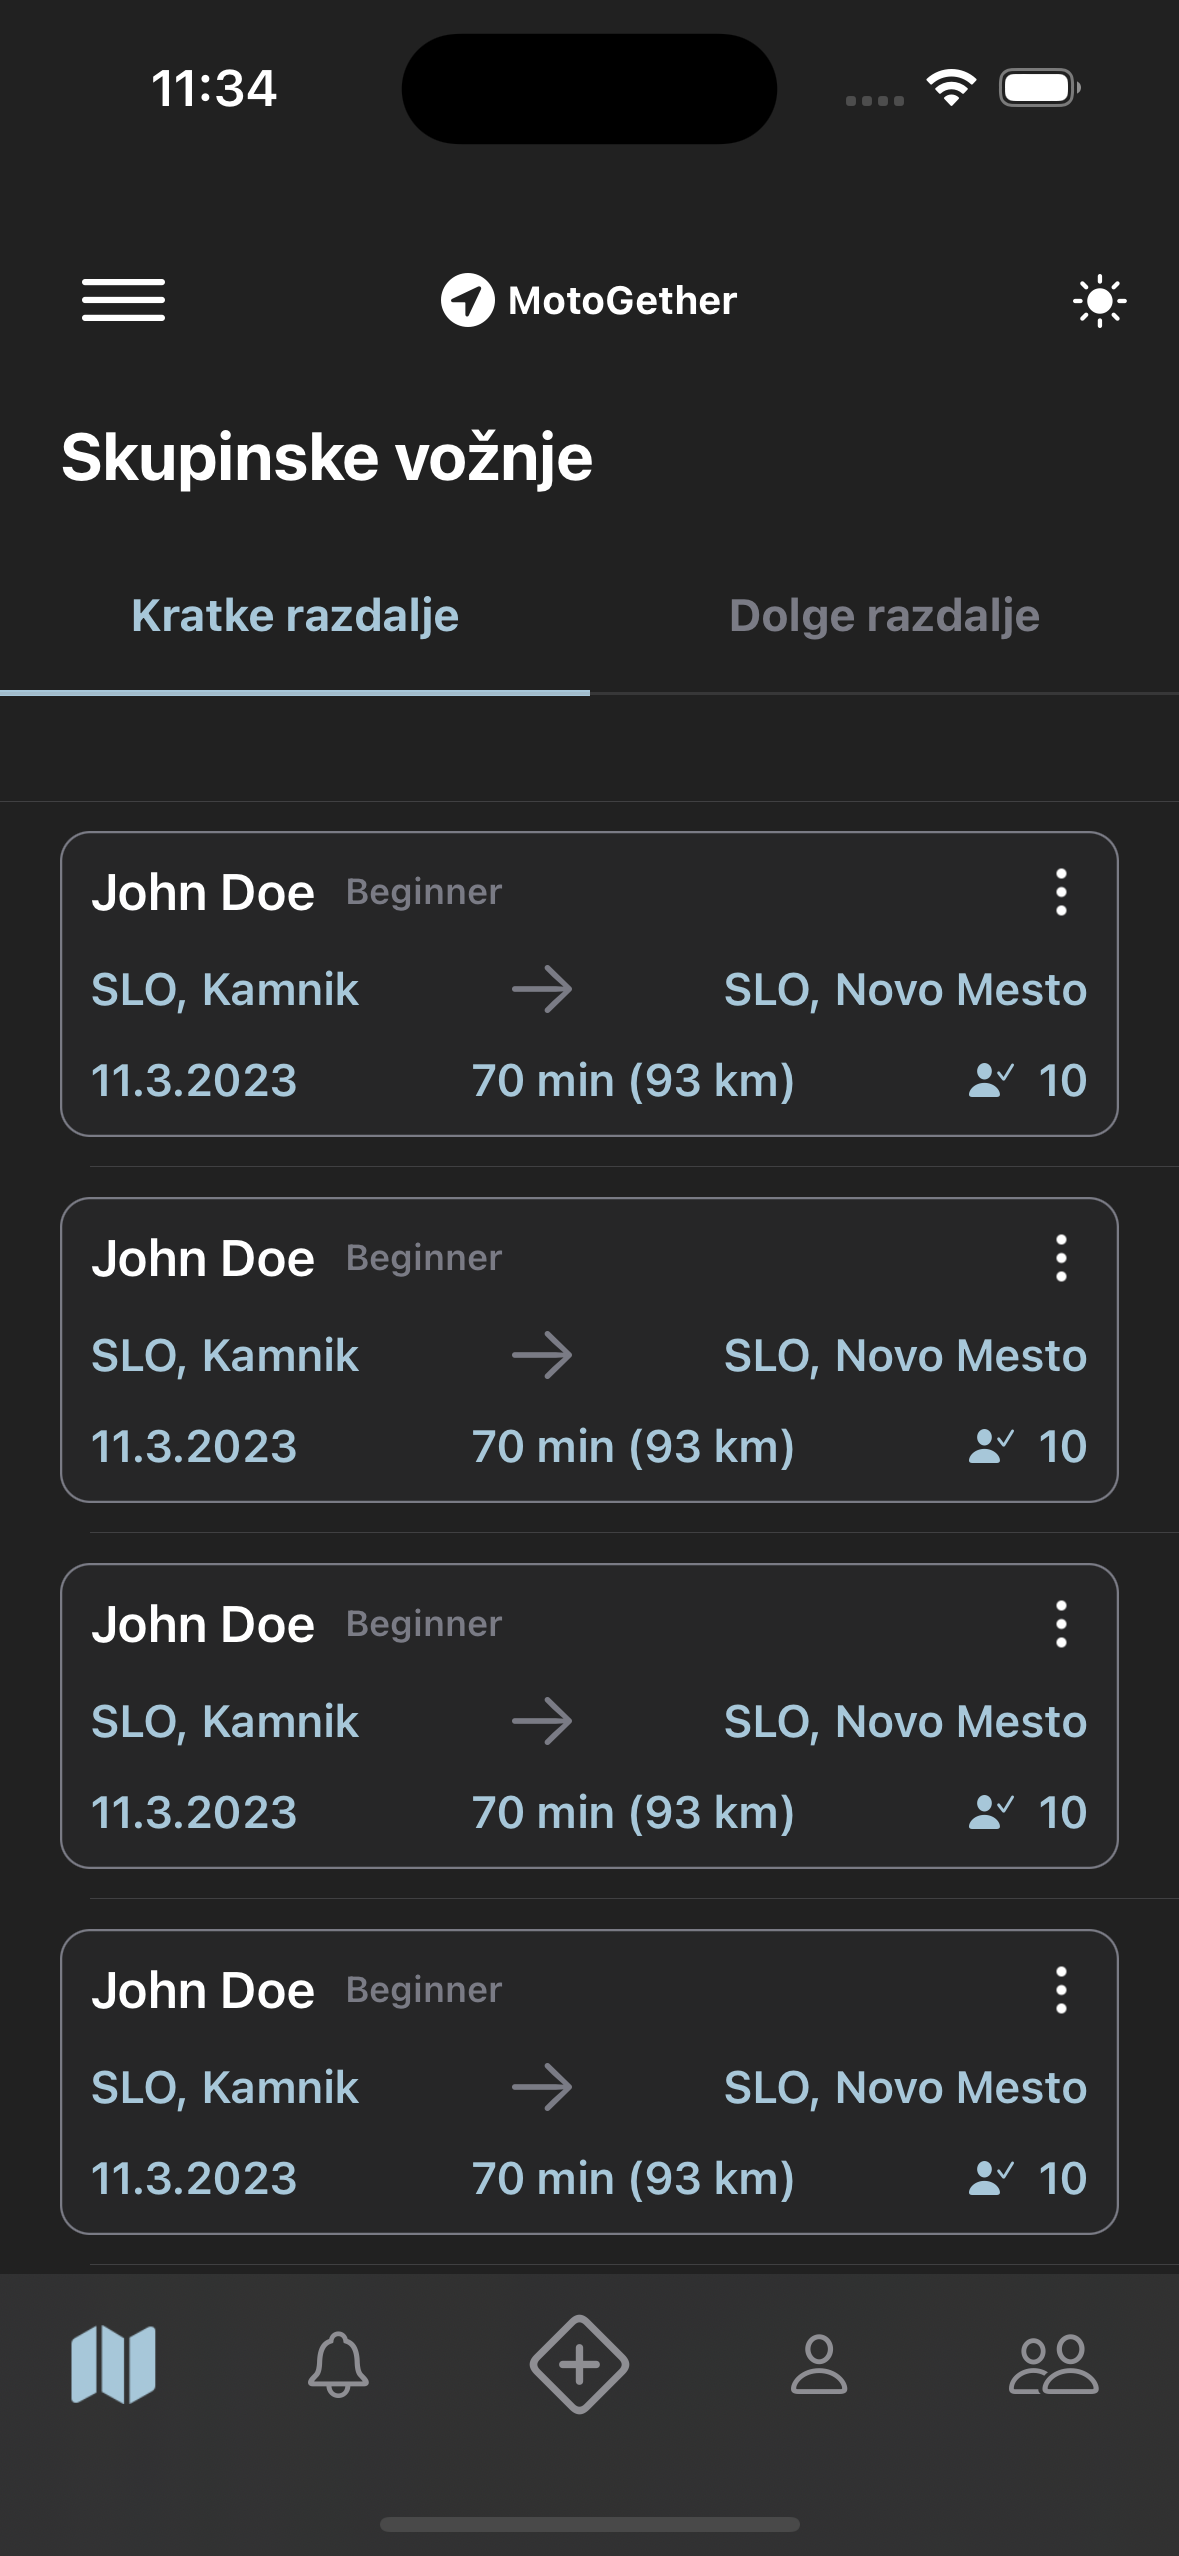 11:34
MotoGether
Skupinske vožnje
Kratke razdalje Dolge razdalje
John Doe Beginner
SLO, Kamnik SLO, Novo Mesto
11.3.2023 70 min (93 km) 10
John Doe Beginner
SLO, Kamnik SLO, Novo Mesto
11.3.2023 70 min (93 km) 10
John Doe Beginner
SLO, Kamnik SLO, Novo Mesto
11.3.2023 70 min (93 km) 10
John Doe Beginner
SLO, Kamnik SLO, Novo Mesto
11.3.2023 70 min (93 km) 10